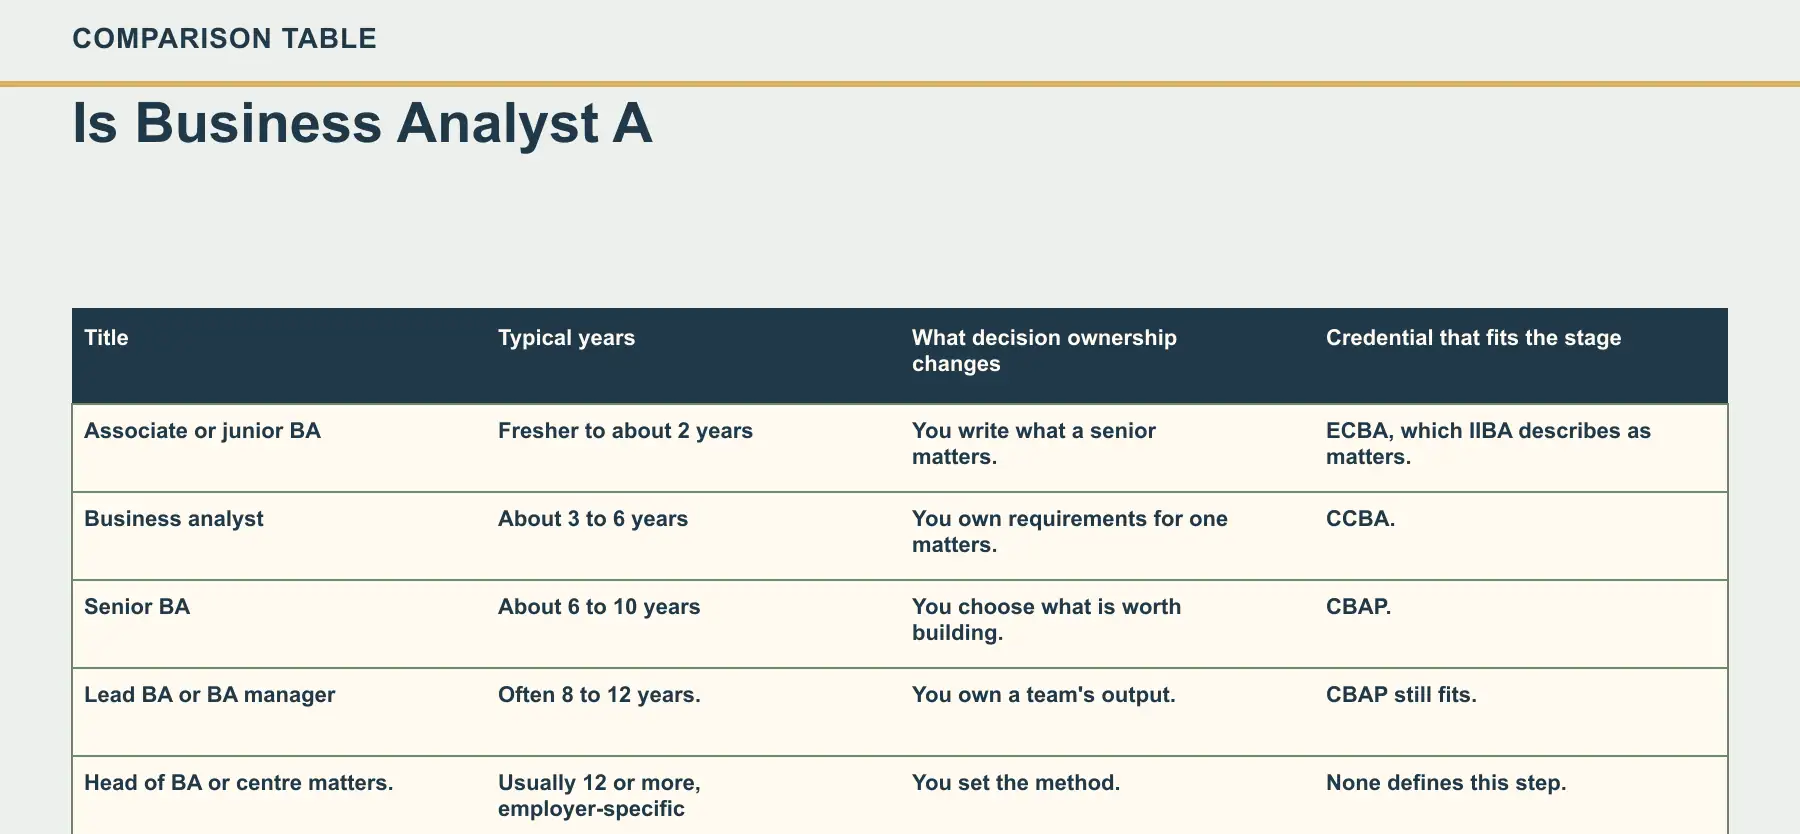 COMPARISON TABLE
Is Business Analyst A
Title
Typical years
What decision ownership
changes
Credential that fits the stage
Associate or junior BA
Fresher to about 2 years
You write what a senior
matters.
ECBA, which IIBA describes as
matters.
Business analyst
About 3 to 6 years
You own requirements for one
matters.
CCBA.
Senior BA
About 6 to 10 years
You choose what is worth
building.
CBAP.
Lead BA or BA manager
Often 8 to 12 years.
You own a team's output.
CBAP still fits.
Head of BA or centre matters.
Usually 12 or more,
employer-specific
You set the method.
None defines this step.